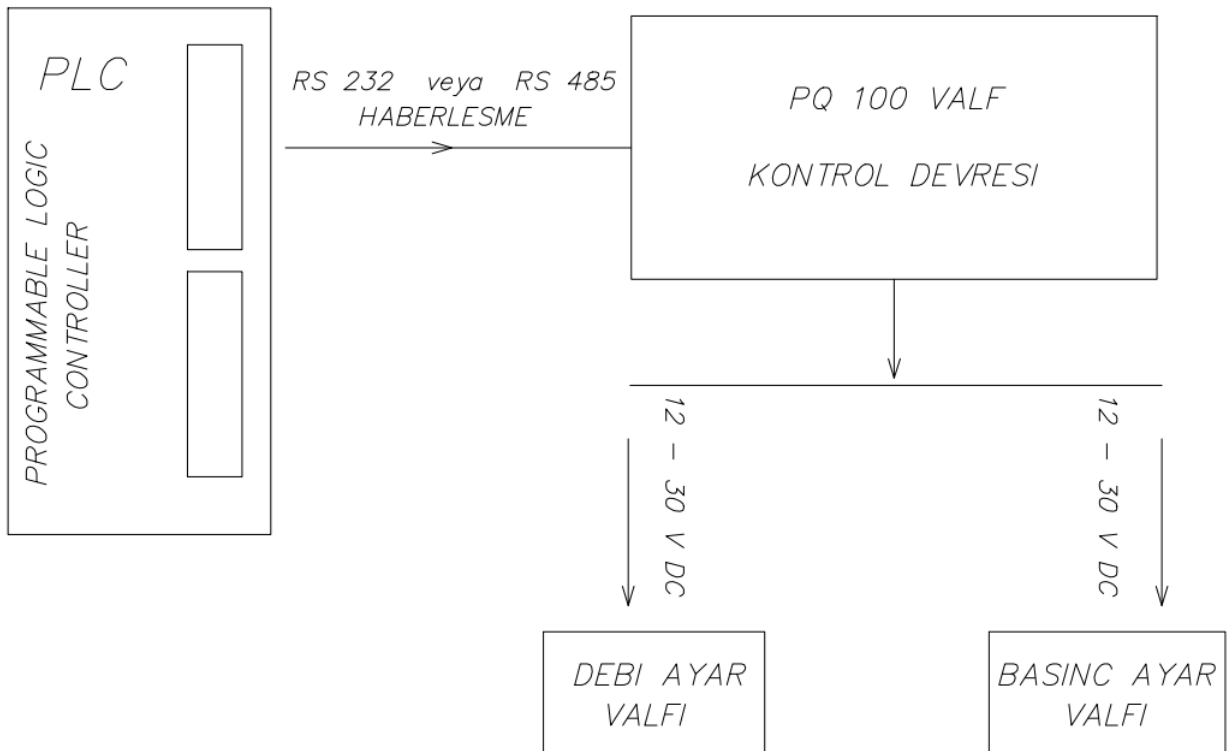 PLC
PROGRAMMABLE LOGIC
CONTROLLER
RS 232 veya RS 485
HABERLESME
PQ 100 VALF
KONTROL DEVRESI
12 - 30 V DC
12 - 30 V DC
DEBI AYAR
VALFI
BASINC AYAR
VALFI